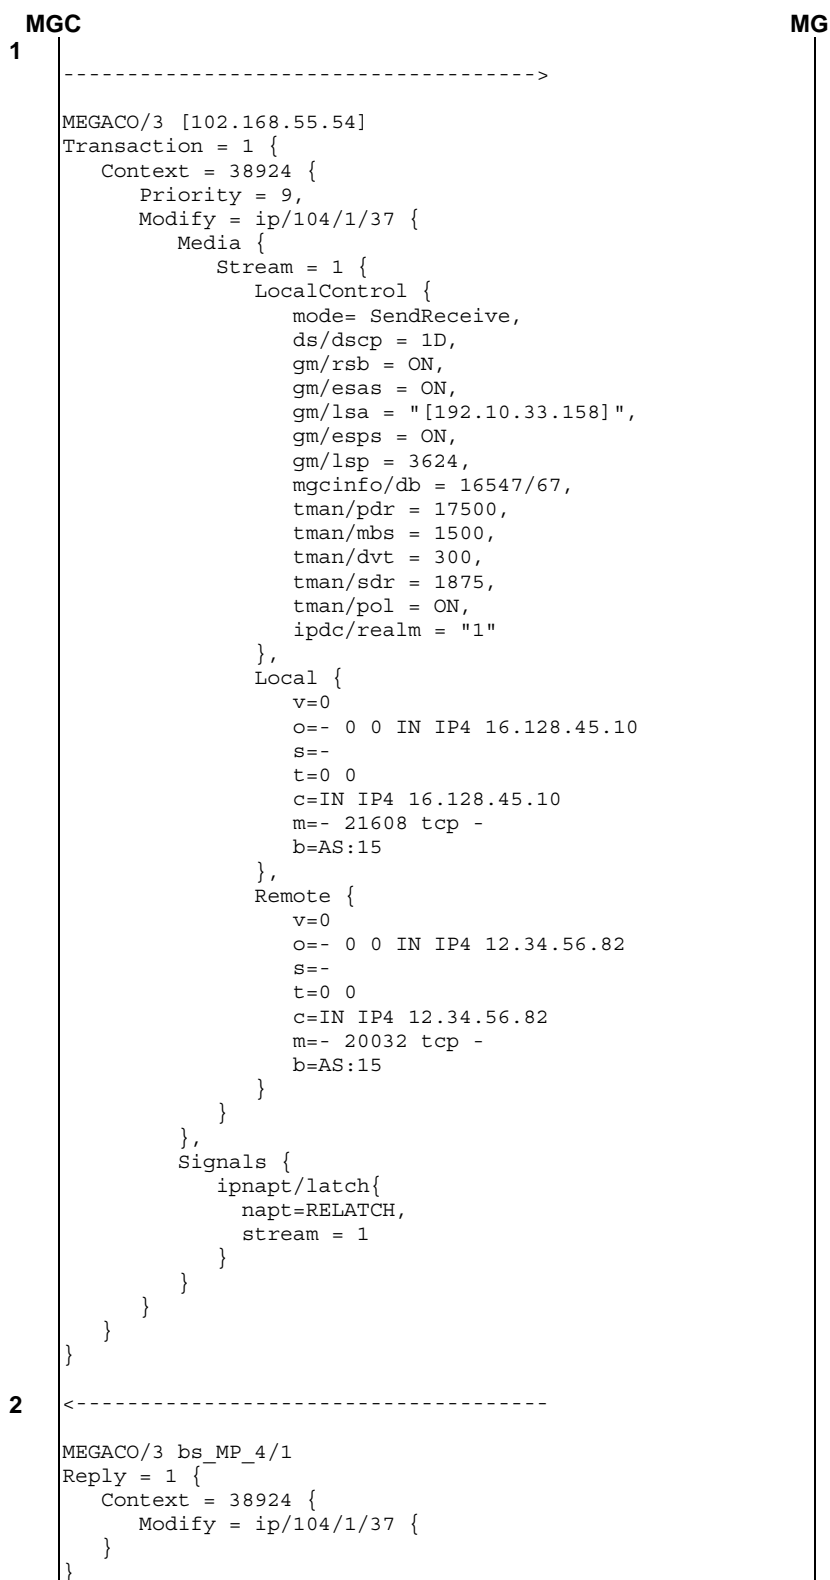 MGC MG
1
------------------------------------->
MEGACO/3 [102.168.55.54]
Transaction = 1 {
   Context = 38924 {
      Priority = 9,
      Modify = ip/104/1/37 {
         Media {
            Stream = 1 {
               LocalControl {
                  mode= SendReceive,
                  ds/dscp = 1D,
                  gm/rsb = ON,
                  gm/esas = ON,
                  gm/lsa = "[192.10.33.158]",
                  gm/esps = ON,
                  gm/lsp = 3624,
                  mgcinfo/db = 16547/67,
                  tman/pdr = 17500,
                  tman/mbs = 1500,
                  tman/dvt = 300,
                  tman/sdr = 1875,
                  tman/pol = ON,
                  ipdc/realm = "1"
               },
               Local {
                  v=0
                  o=- 0 0 IN IP4 16.128.45.10
                  s=-
                  t=0 0
                  c=IN IP4 16.128.45.10
                  m=- 21608 tcp -
                  b=AS:15
               },
               Remote {
                  v=0
                  o=- 0 0 IN IP4 12.34.56.82
                  s=-
                  t=0 0
                  c=IN IP4 12.34.56.82
                  m=- 20032 tcp -
                  b=AS:15
               }
            }
         },
         Signals {
            ipnapt/latch{
              napt=RELATCH,
              stream = 1
            }
         }
      }
   }
}
2 <-------------------------------------
MEGACO/3 bs_MP_4/1
Reply = 1 {
   Context = 38924 {
      Modify = ip/104/1/37 {
   }
}